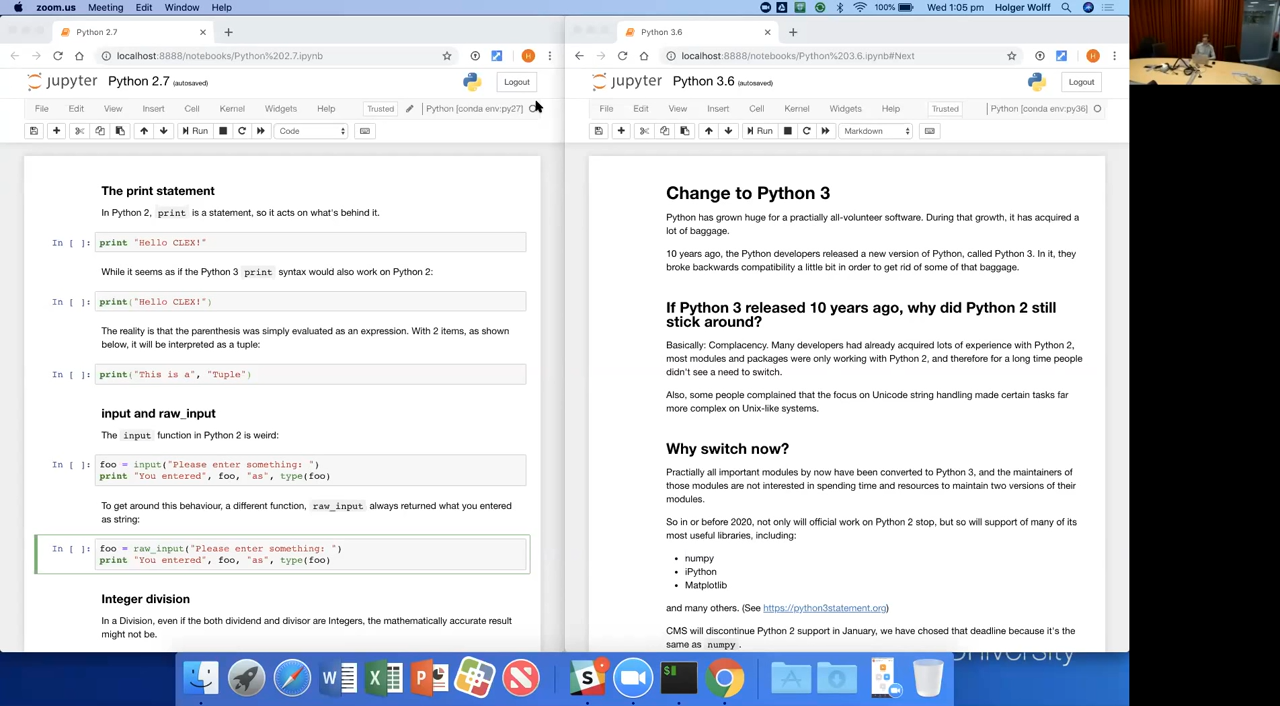 zoom.us Meeting Edit Window Help 100% Wed 1:05 pm Holger Wolff
Python 2.7
localhost:8888/notebooks/Python%202.7.ipynb
H
jupyter Python 2.7 (autosaved) Logout
File Edit View Insert Cell Kernel Widgets Help Trusted Python [conda env:py27]
Run Code
The print statement
In Python 2, print is a statement, so it acts on what's behind it.
In [ ]: print "Hello CLEX!"
While it seems as if the Python 3 print syntax would also work on Python 2:
In [ ]: print("Hello CLEX!")
The reality is that the parenthesis was simply evaluated as an expression. With 2 items, as shown
below, it will be interpreted as a tuple:
In [ ]: print("This is a", "Tuple")
input and raw_input
The input function in Python 2 is weird:
In [ ]: foo = input("Please enter something: ")
print "You entered", foo, "as", type(foo)
To get around this behaviour, a different function, raw_input always returned what you entered
as string:
In [ ]: foo = raw_input("Please enter something: ")
print "You entered", foo, "as", type(foo)
Integer division
In a Division, even if the both dividend and divisor are Integers, the mathematically accurate result
might not be.
Python 3.6
localhost:8888/notebooks/Python%203.6.ipynb#Next
H
jupyter Python 3.6 (autosaved) Logout
File Edit View Insert Cell Kernel Widgets Help Trusted Python [conda env:py36]
Run Markdown
Change to Python 3
Python has grown huge for a practially all-volunteer software. During that growth, it has acquired a
lot of baggage.
10 years ago, the Python developers released a new version of Python, called Python 3. In it, they
broke backwards compatibility a little bit in order to get rid of some of that baggage.
If Python 3 released 10 years ago, why did Python 2 still
stick around?
Basically: Complacency. Many developers had already acquired lots of experience with Python 2,
most modules and packages were only working with Python 2, and therefore for a long time people
didn't see a need to switch.
Also, some people complained that the focus on Unicode string handling made certain tasks far
more complex on Unix-like systems.
Why switch now?
Practially all important modules by now have been converted to Python 3, and the maintainers of
those modules are not interested in spending time and resources to maintain two versions of their
modules.
So in or before 2020, not only will official work on Python 2 stop, but so will support of many of its
most useful libraries, including:
numpy
iPython
Matplotlib
and many others. (See https://python3statement.org)
CMS will discontinue Python 2 support in January, we have chosed that deadline because it's the
same as numpy .
University